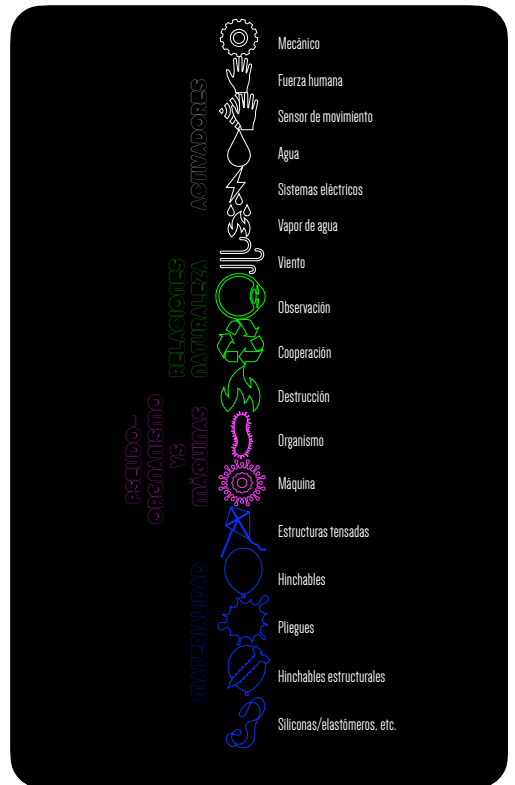 ACTIVADORES
Mecánico
Fuerza humana
Sensor de movimiento
Agua
Sistemas eléctricos
Vapor de agua
Viento
RELACIONES
NATURALEZA
Observación
Cooperación
Destrucción
PSEUDO-
ORGNANISMO
VS
MÁQUINAS
Organismo
Máquina
MATERIALIDAD
Estructuras tensadas
Hinchables
Pliegues
Hinchables estructurales
Siliconas/elastómeros, etc.